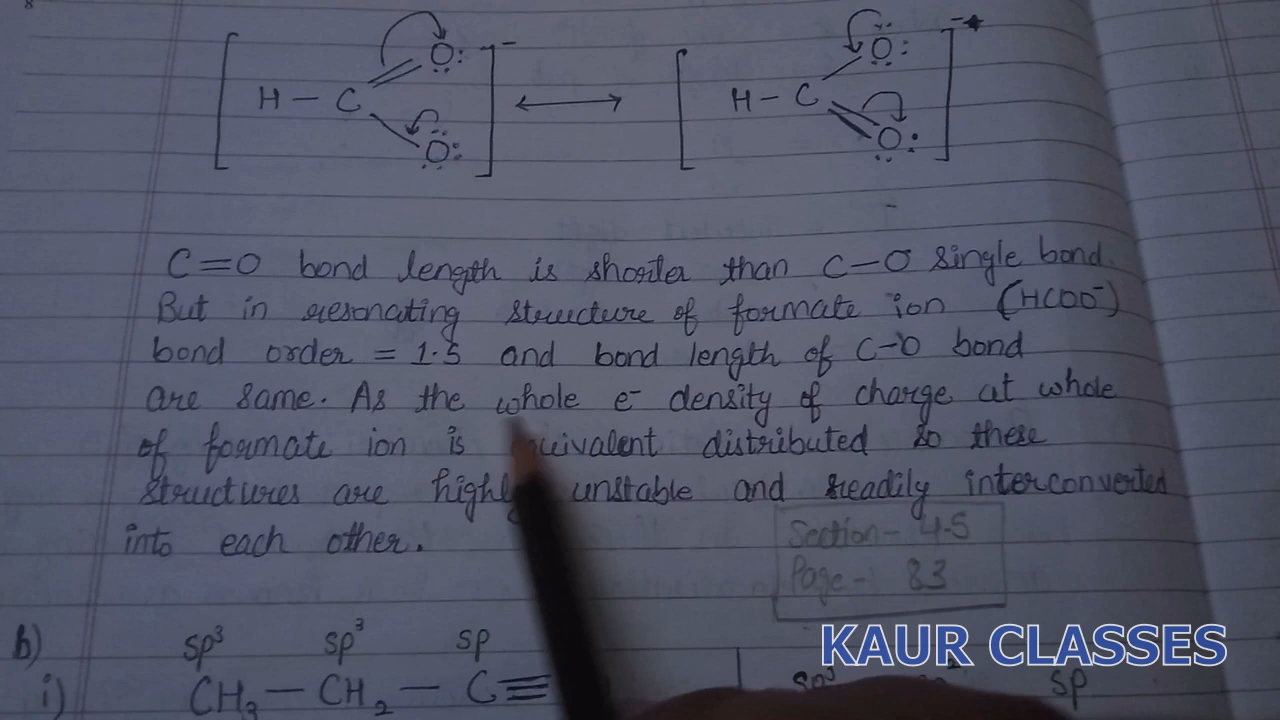 H - C O: O: ]⁻ ⟷ H - C O: O: ]⁻
C=O bond length is shorter than C-O single bond.
But in resonating structure of formate ion (HCOO⁻)
bond order = 1.5 and bond length of C-O bond
are same. As the whole e⁻ density of charge at whole
of formate ion is distributed so these
structures are highly unstable and readily interconverted
into each other.
Section - 4.5
Page - 83
b) sp³ sp³ sp
i) CH₃ - CH₂ - C≡
sp³ sp
KAUR CLASSES